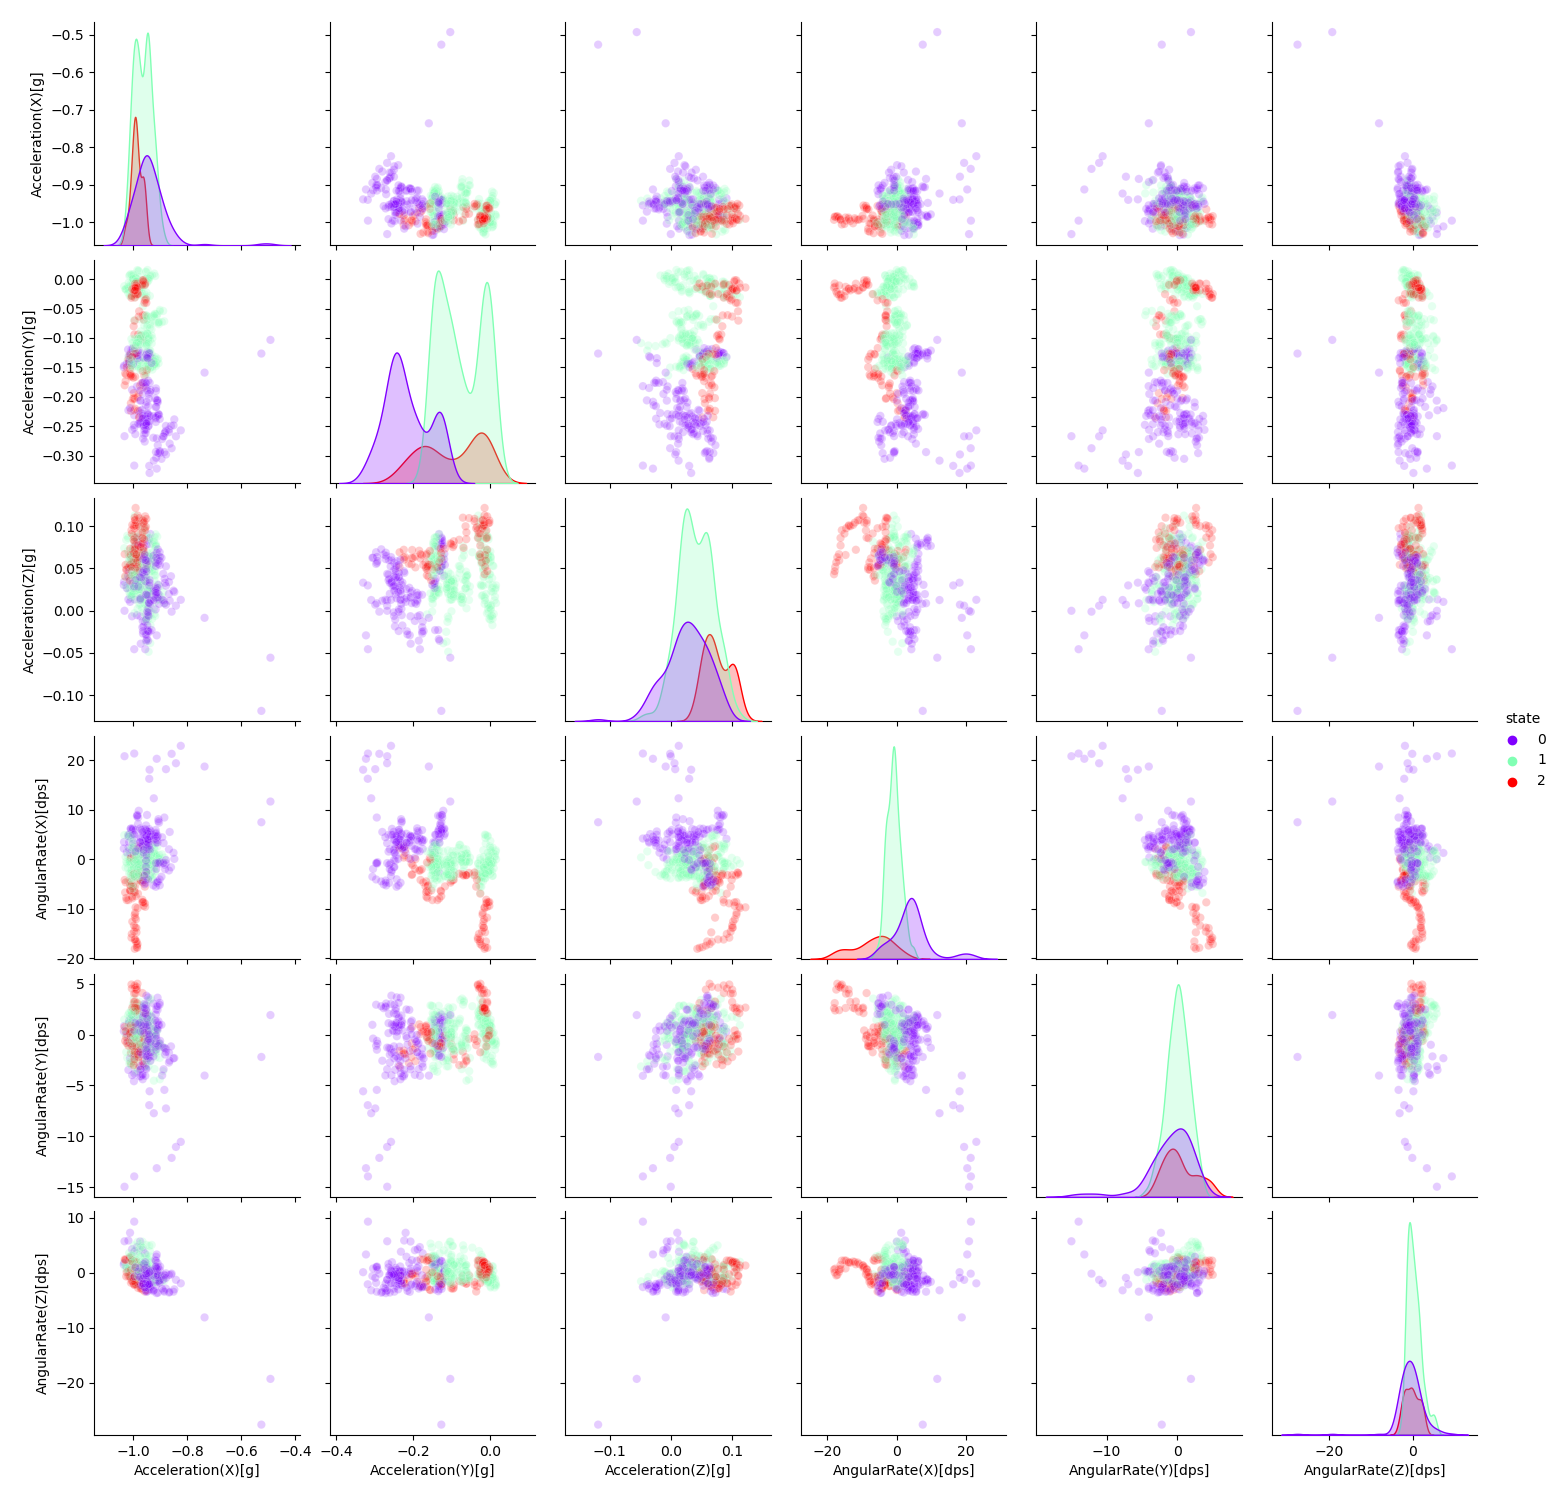 Acceleration(X)[g]
−0.5
−0.6
−0.7
−0.8
−0.9
−1.0
Acceleration(Y)[g]
0.00
−0.05
−0.10
−0.15
−0.20
−0.25
−0.30
Acceleration(Z)[g]
0.10
0.05
0.00
−0.05
−0.10
state
0
1
2
AngularRate(X)[dps]
20
10
0
−10
−20
AngularRate(Y)[dps]
5
0
−5
−10
−15
AngularRate(Z)[dps]
10
0
−10
−20
−1.0 −0.8 −0.6 −0.4
Acceleration(X)[g]
−0.4 −0.2 0.0
Acceleration(Y)[g]
−0.1 0.0 0.1
Acceleration(Z)[g]
−20 0 20
AngularRate(X)[dps]
−10 0
AngularRate(Y)[dps]
−20 0
AngularRate(Z)[dps]